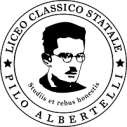 LICEO CLASSICO STATALE
PILO ALBERTELLI
Studiis et rebus honestis